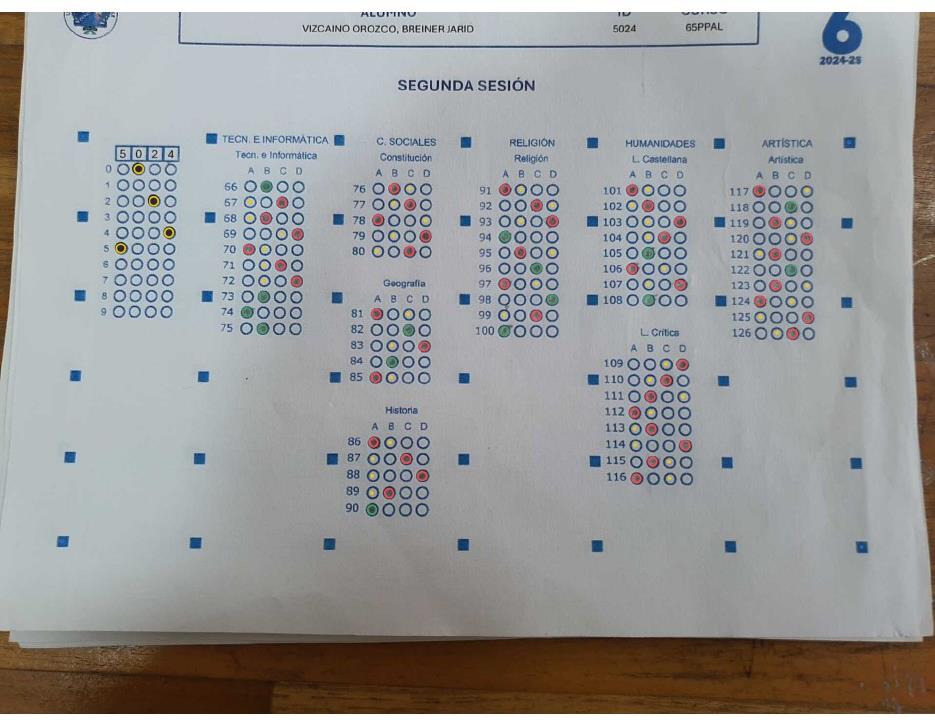 ALUMNO ID CURSO
VIZCAINO OROZCO, BREINER JARID 5024 65PPAL
6
2024-25
SEGUNDA SESIÓN
5 0 2 4
0
1
2
3
4
5
6
7
8
9
TECN. E INFORMÁTICA
Tecn. e Informática
A B C D
66
67
68
69
70
71
72
73
74
75
C. SOCIALES
Constitución
A B C D
76
77
78
79
80
Geografía
A B C D
81
82
83
84
85
Historia
A B C D
86
87
88
89
90
RELIGIÓN
Religión
A B C D
91
92
93
94
95
96
97
98
99
100
HUMANIDADES
L. Castellana
A B C D
101
102
103
104
105
106
107
108
L. Crítica
A B C D
109
110
111
112
113
114
115
116
ARTÍSTICA
Artística
A B C D
117
118
119
120
121
122
123
124
125
126